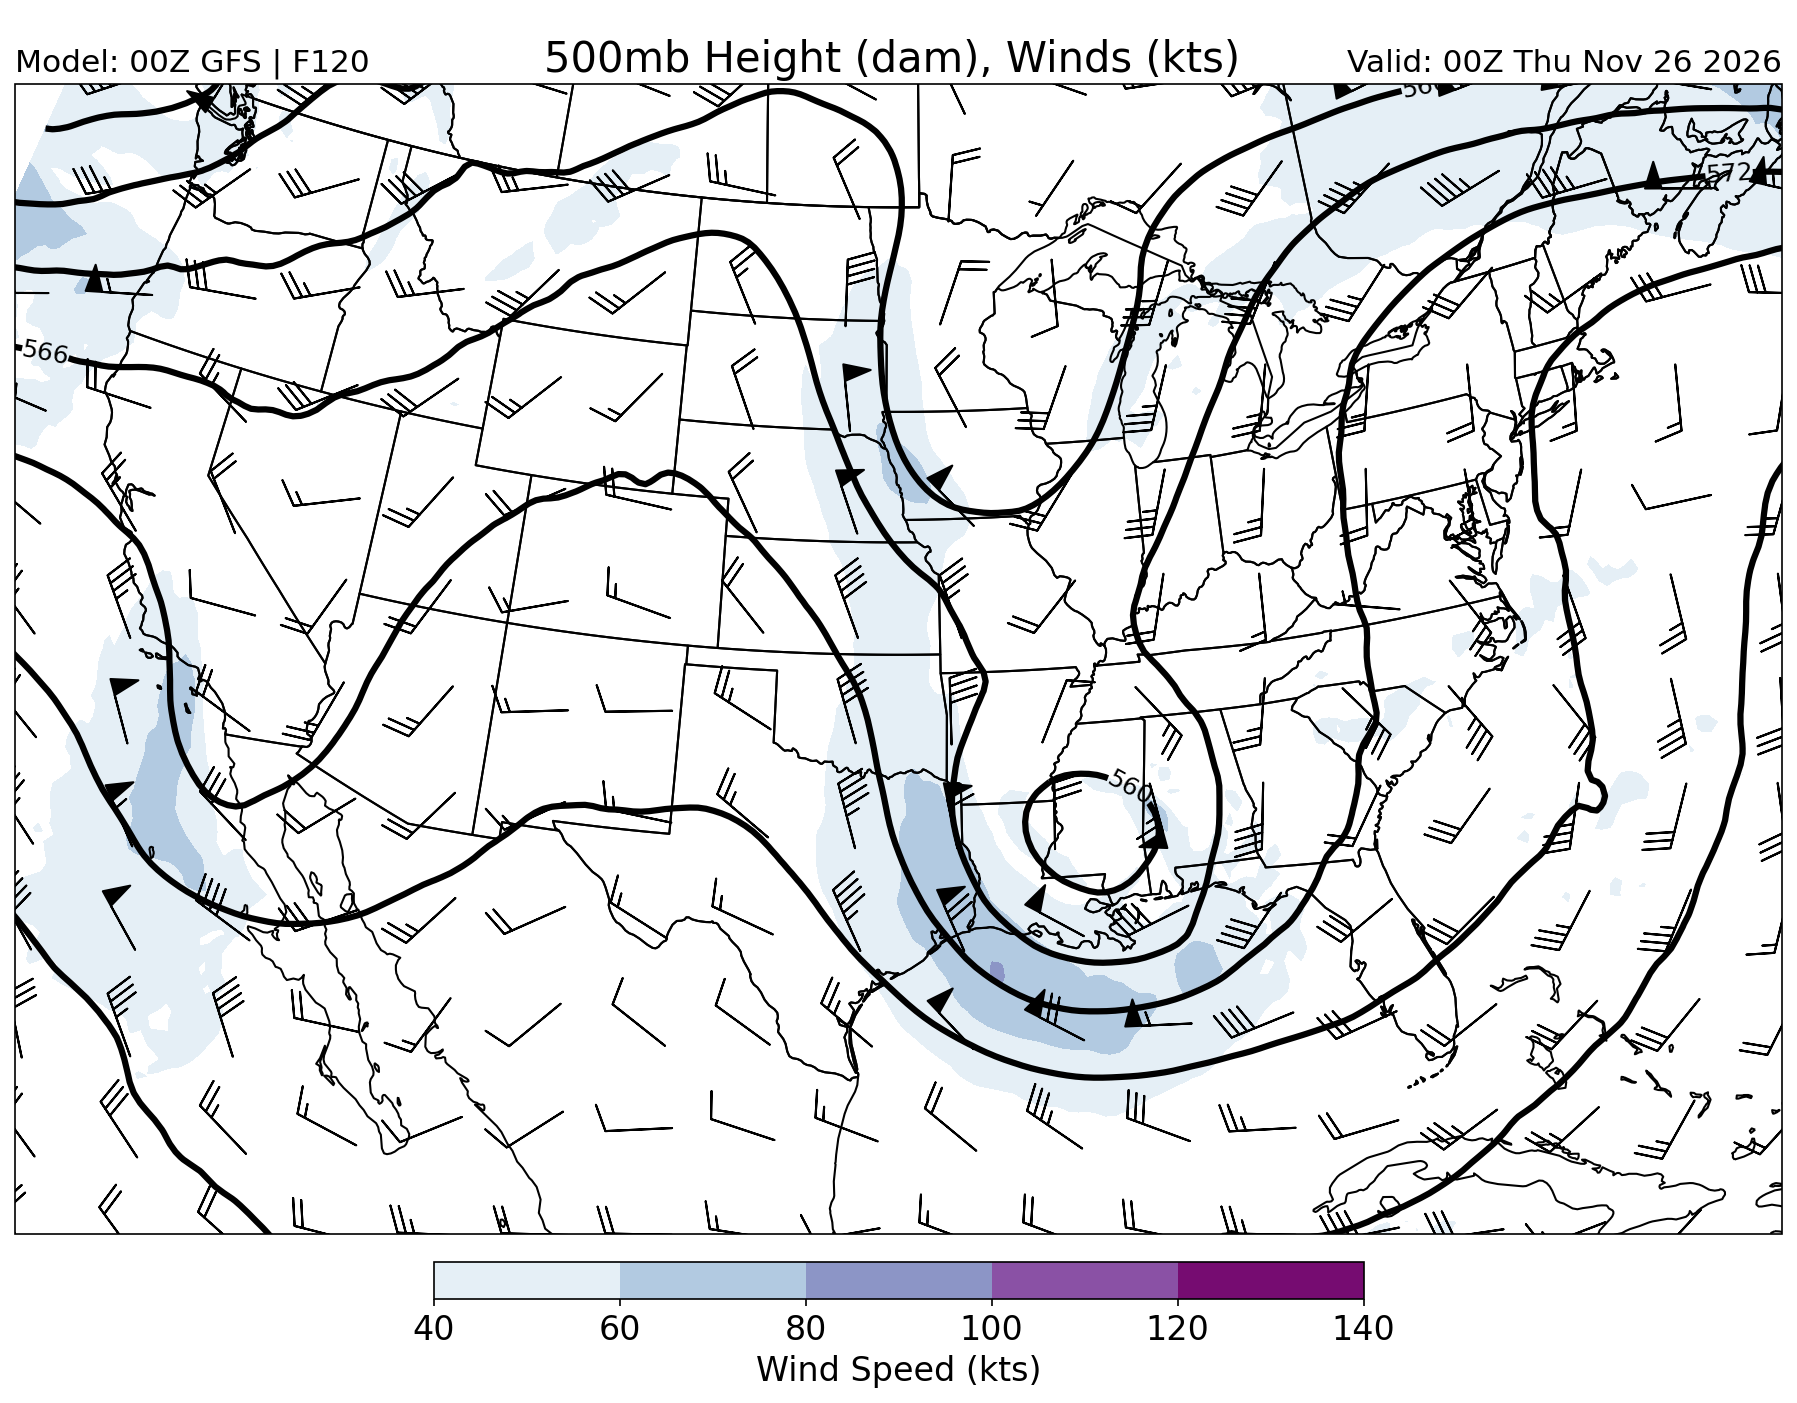 Model: 00Z GFS | F120
500mb Height (dam), Winds (kts)
Valid: 00Z Thu Nov 26 2026
572
566
560
40 60 80 100 120 140
Wind Speed (kts)